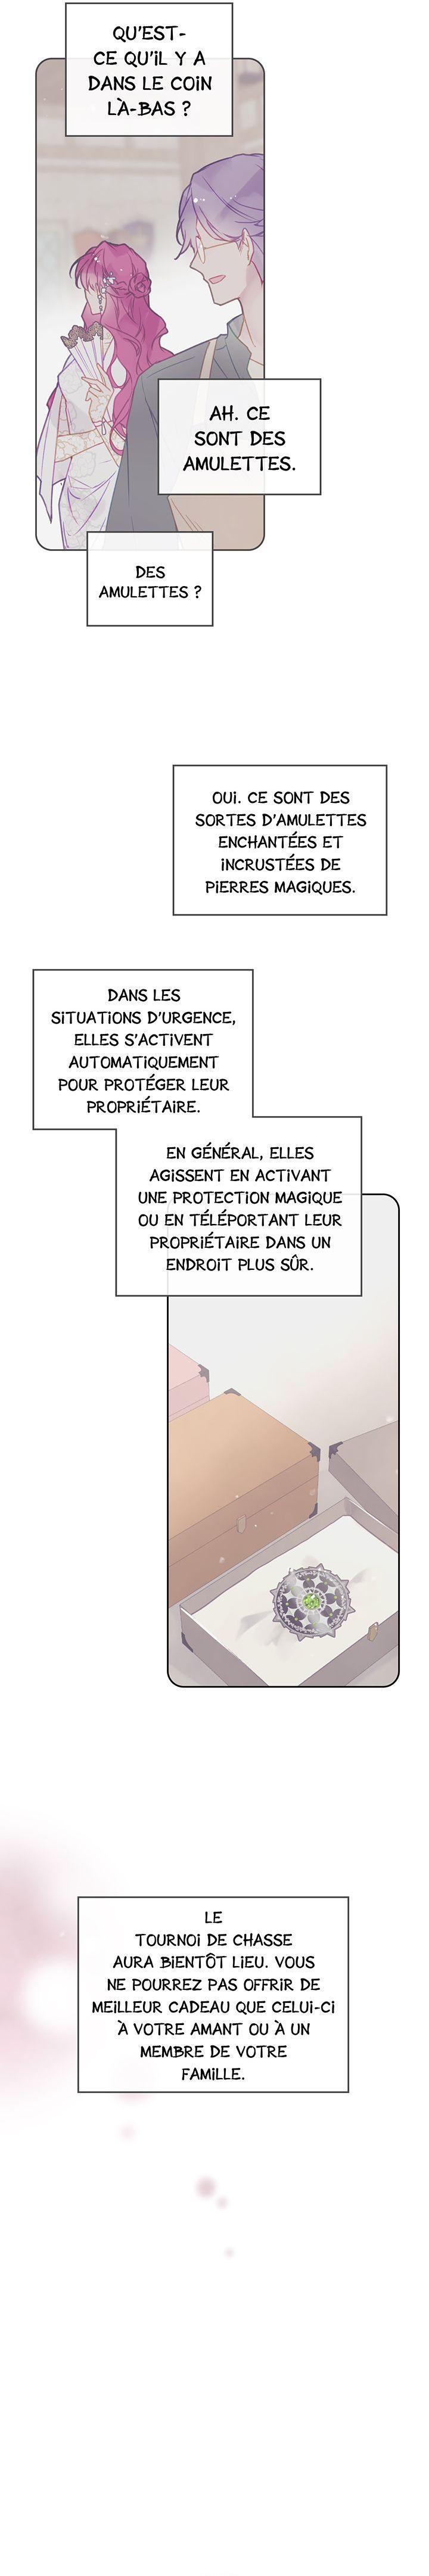 QU'EST-
CE QU'IL Y A
DANS LE COIN
LÀ-BAS ?
AH. CE
SONT DES
AMULETTES.
DES
AMULETTES ?
OUI. CE SONT DES
SORTES D'AMULETTES
ENCHANTÉES ET
INCRUSTÉES DE
PIERRES MAGIQUES.
DANS LES
SITUATIONS D'URGENCE,
ELLES S'ACTIVENT
AUTOMATIQUEMENT
POUR PROTÉGER LEUR
PROPRIÉTAIRE.
EN GÉNÉRAL, ELLES
AGISSENT EN ACTIVANT
UNE PROTECTION MAGIQUE
OU EN TÉLÉPORTANT LEUR
PROPRIÉTAIRE DANS UN
ENDROIT PLUS SÛR.
LE
TOURNOI DE CHASSE
AURA BIENTÔT LIEU. VOUS
NE POURREZ PAS OFFRIR DE
MEILLEUR CADEAU QUE CELUI-CI
À VOTRE AMANT OU À UN
MEMBRE DE VOTRE
FAMILLE.